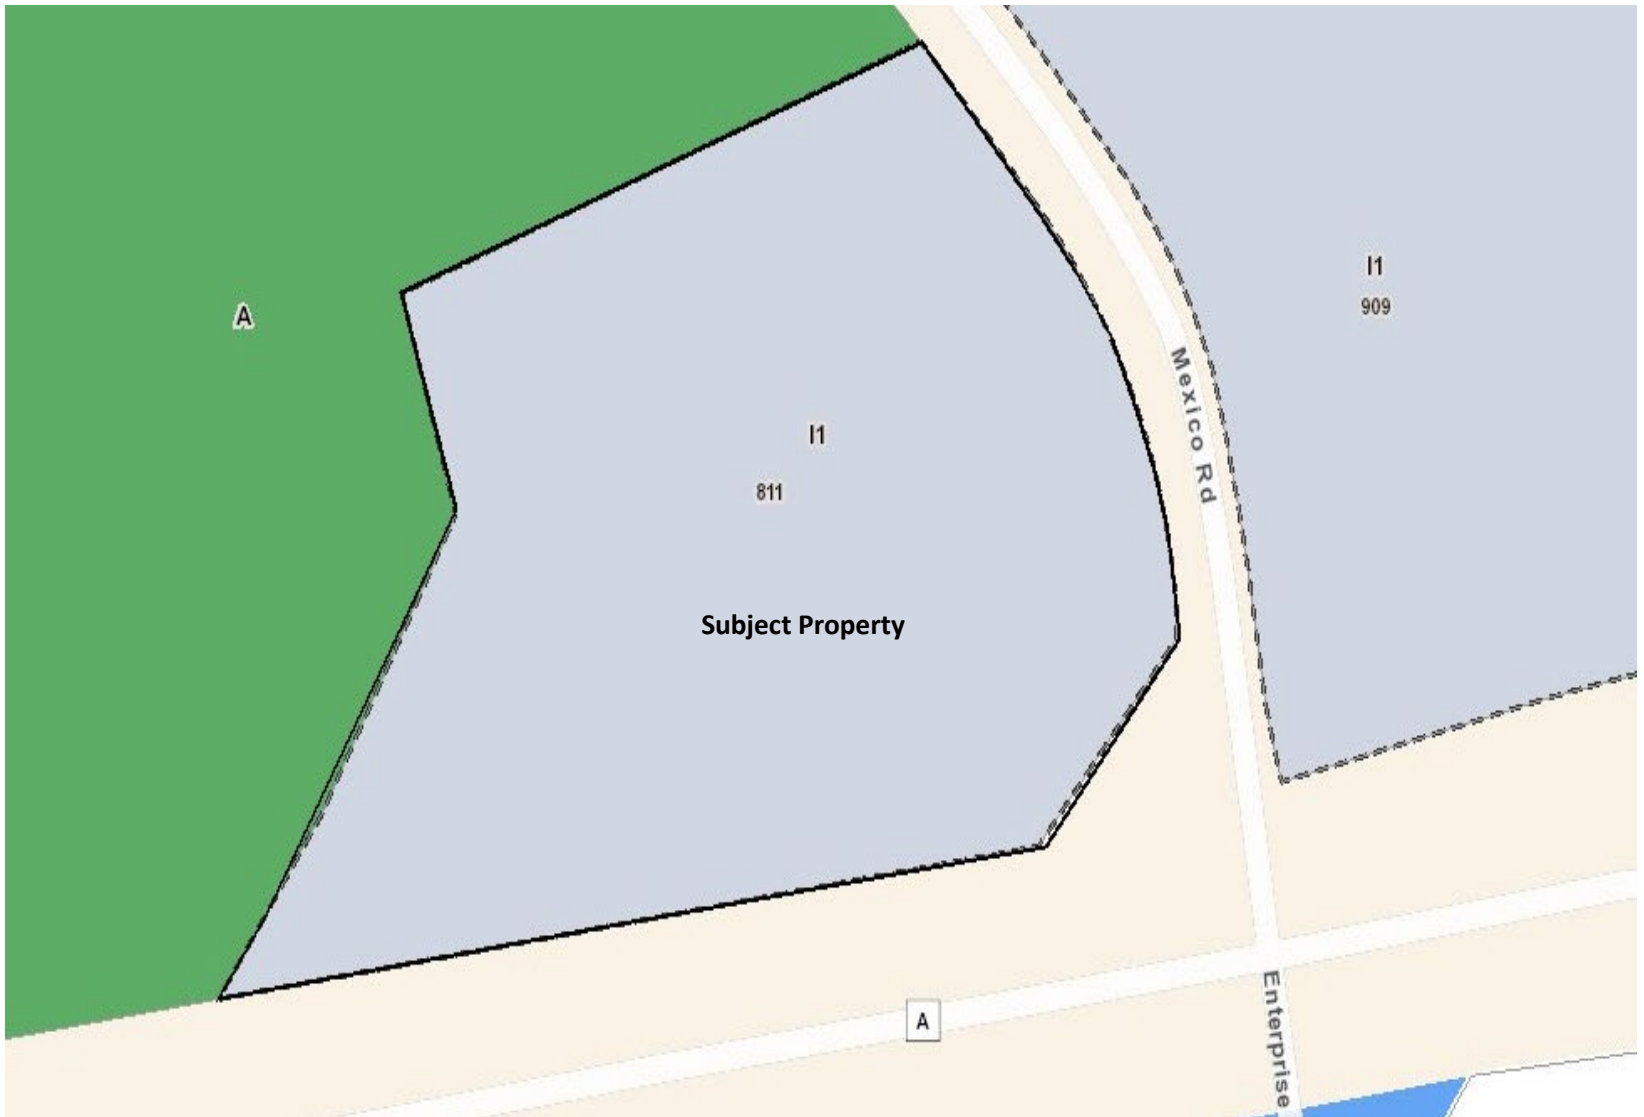 I1
909
A
Mexico Rd
I1
811
Subject Property
A
Enterprise